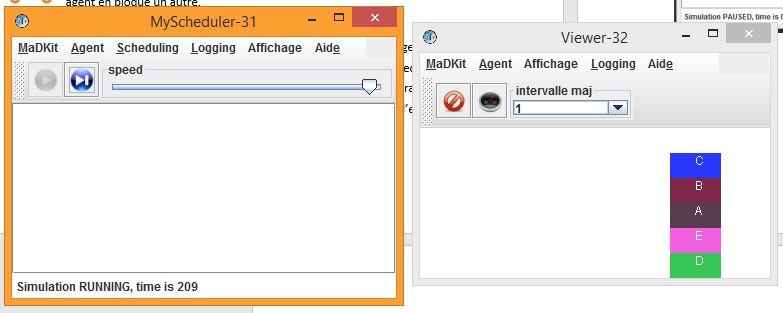 agent en bloque un autre.
MyScheduler-31
MaDKit Agent Scheduling Logging Affichage Aide
speed
Simulation RUNNING, time is 209
Simulation PAUSED, time is
Viewer-32
MaDKit Agent Affichage Logging Aide
intervalle maj
1
C
B
A
E
D